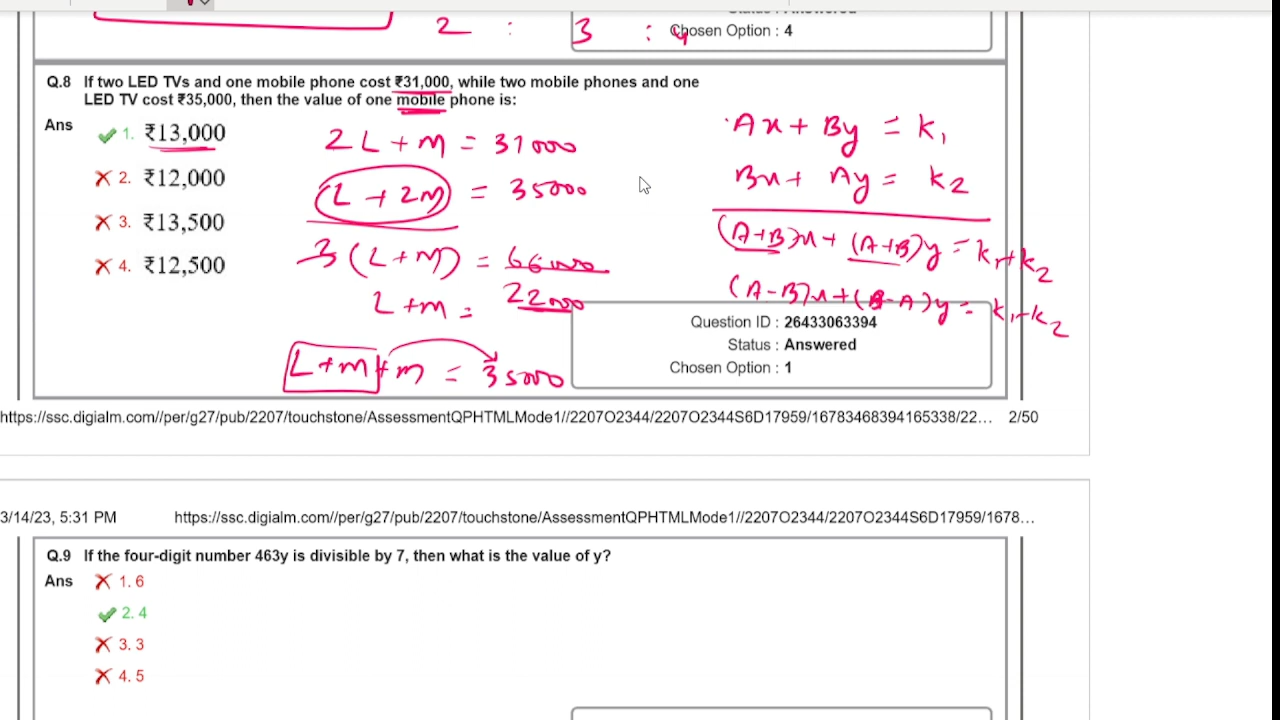 2 : 3 : 4
Chosen Option : 4
Q.8 If two LED TVs and one mobile phone cost ₹31,000, while two mobile phones and one
LED TV cost ₹35,000, then the value of one mobile phone is:
Ans 1. ₹13,000
2. ₹12,000
3. ₹13,500
4. ₹12,500
2L + m = 31000
L + 2m = 35000
3 (L + m) = 66000
L + m = 22000
L + m + m = 35000
Ax + By = k1
Bx + Ay = k2
(A+B)x + (A+B)y = k1+k2
(A-B)x + (B-A)y = k1-k2
Question ID : 26433063394
Status : Answered
Chosen Option : 1
https://ssc.digialm.com//per/g27/pub/2207/touchstone/AssessmentQPHTMLMode1//2207O2344/2207O2344S6D17959/16783468394165338/22… 2/50
3/14/23, 5:31 PM https://ssc.digialm.com//per/g27/pub/2207/touchstone/AssessmentQPHTMLMode1//2207O2344/2207O2344S6D17959/1678…
Q.9 If the four-digit number 463y is divisible by 7, then what is the value of y?
Ans 1. 6
2. 4
3. 3
4. 5